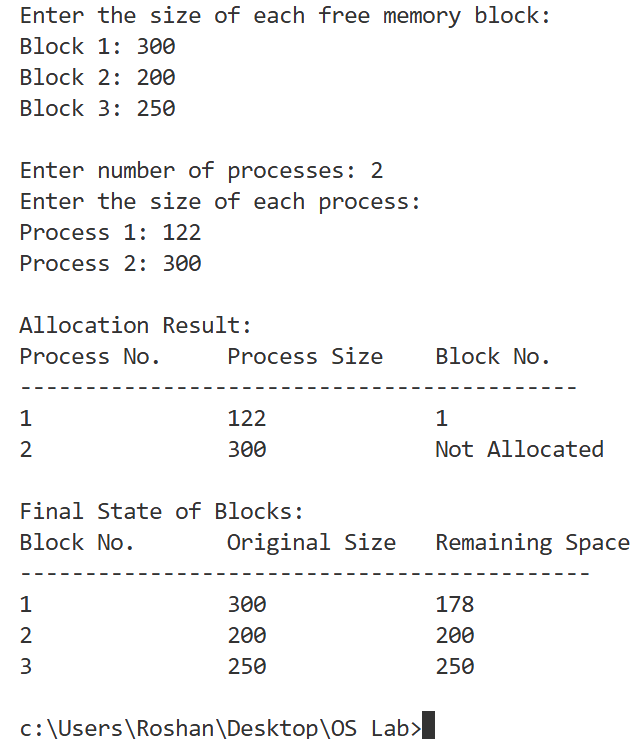 Enter the size of each free memory block:
Block 1: 300
Block 2: 200
Block 3: 250
Enter number of processes: 2
Enter the size of each process:
Process 1: 122
Process 2: 300
Allocation Result:
Process No.     Process Size    Block No.
-------------------------------------------
1               122             1
2               300             Not Allocated
Final State of Blocks:
Block No.       Original Size   Remaining Space
--------------------------------------------
1               300             178
2               200             200
3               250             250
c:\Users\Roshan\Desktop\OS Lab>